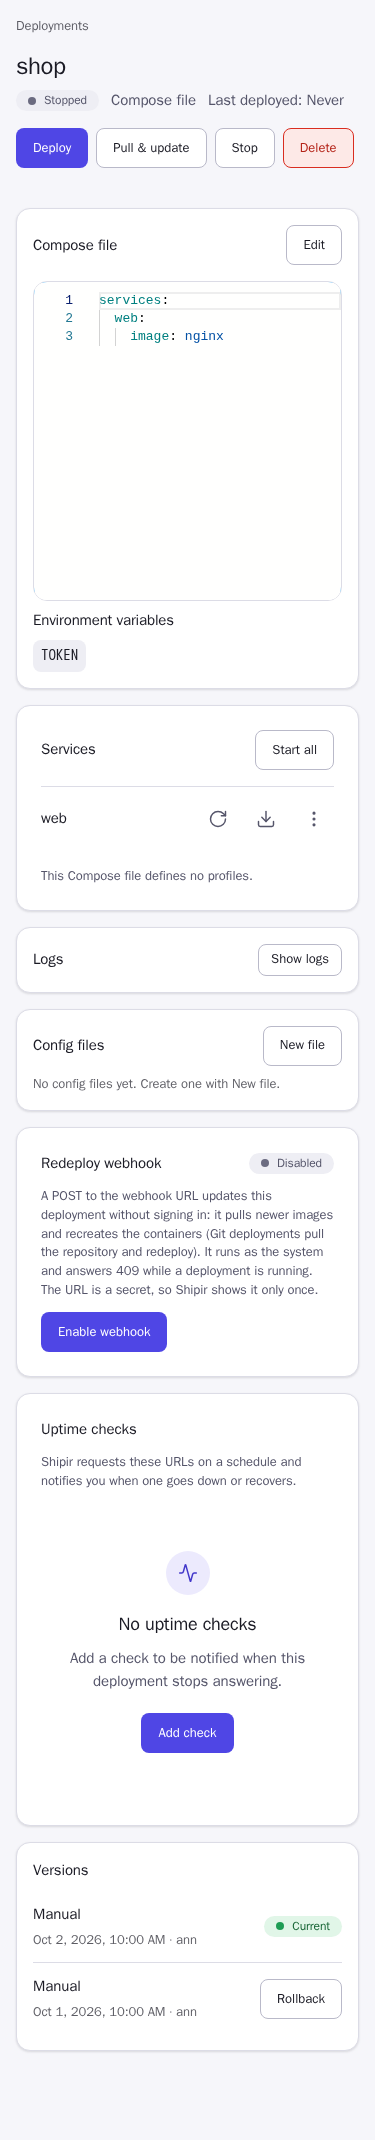 Deployments
shop
Stopped Compose file Last deployed: Never
Deploy Pull & update Stop Delete
Compose file Edit
1 services:
2 web:
3 image: nginx
Environment variables
TOKEN
Services Start all
web
This Compose file defines no profiles.
Logs Show logs
Config files New file
No config files yet. Create one with New file.
Redeploy webhook Disabled
A POST to the webhook URL updates this
deployment without signing in: it pulls newer images
and recreates the containers (Git deployments pull
the repository and redeploy). It runs as the system
and answers 409 while a deployment is running.
The URL is a secret, so Shipir shows it only once.
Enable webhook
Uptime checks
Shipir requests these URLs on a schedule and
notifies you when one goes down or recovers.
No uptime checks
Add a check to be notified when this
deployment stops answering.
Add check
Versions
Manual Current
Oct 2, 2026, 10:00 AM · ann
Manual Rollback
Oct 1, 2026, 10:00 AM · ann